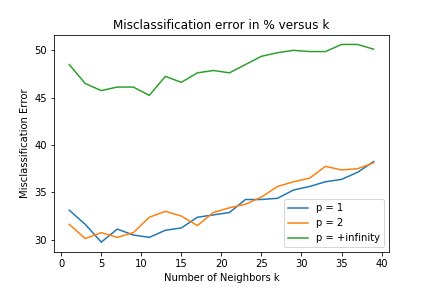 Misclassification error in % versus k
Misclassification Error
50
45
40
35
30
0 5 10 15 20 25 30 35 40
Number of Neighbors k
p = 1
p = 2
p = +infinity